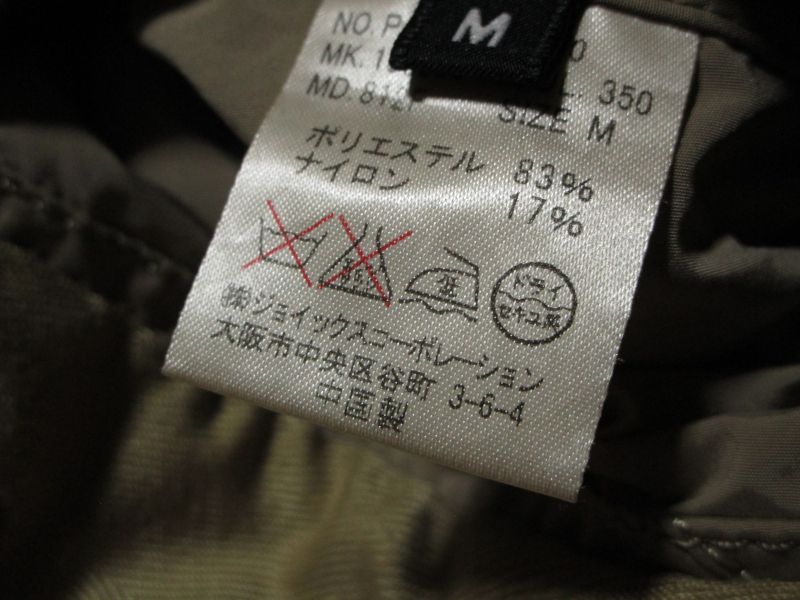 M
NO. P
0
MK. 1
350
MD. 812
SIZE M
ポリエステル 83%
ナイロン 17%
ドライ
セキユ系
㈱ジョイックスコーポレーション
大阪市中央区谷町 3-6-4
中国製